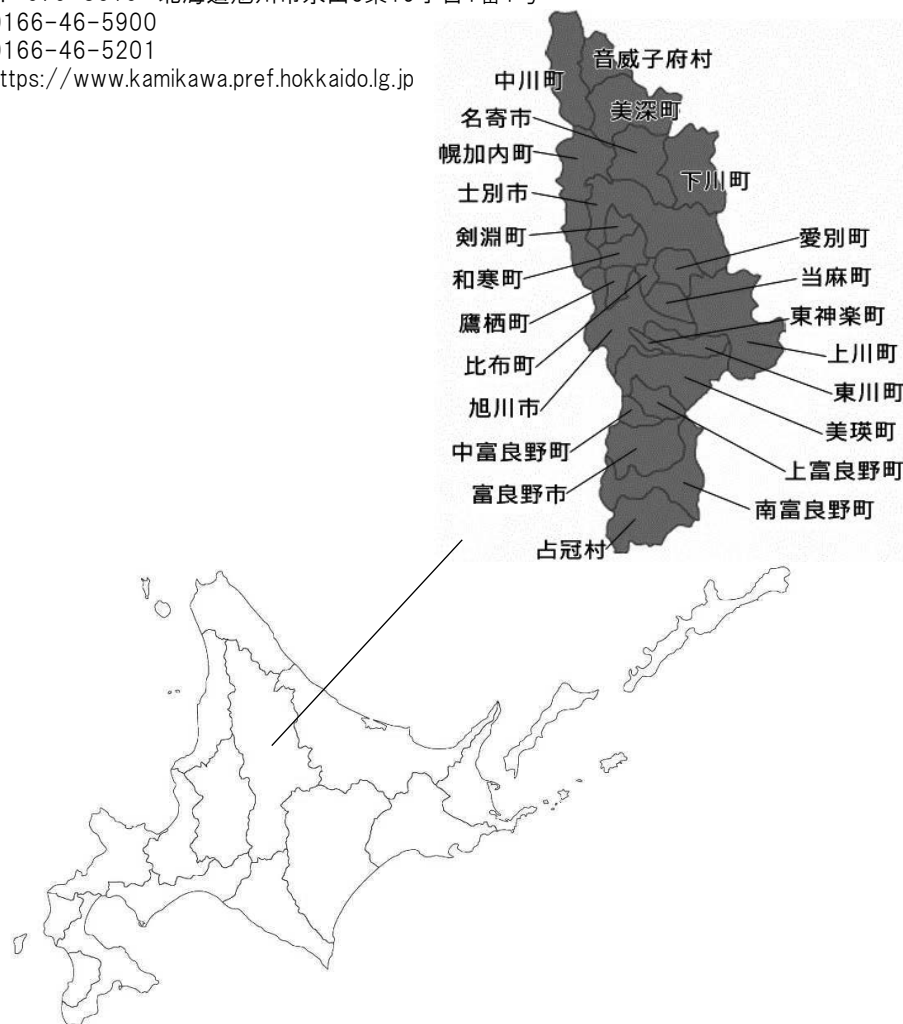 0166-46-5900
0166-46-5201
https://www.kamikawa.pref.hokkaido.lg.jp
音威子府村
中川町
美深町
名寄市
幌加内町
下川町
士別市
剣淵町
愛別町
和寒町
当麻町
鷹栖町
東神楽町
比布町
上川町
東川町
旭川市
美瑛町
中富良野町
上富良野町
富良野市
南富良野町
占冠村